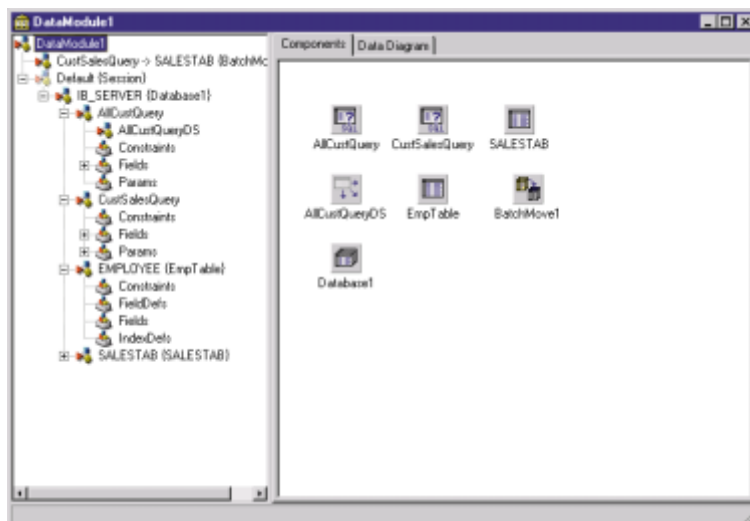 DataModule1
DataModule1
CustSalesQuery -> SALESTAB (BatchMc
Default {Session}
IB_SERVER {Database1}
AllCustQuery
AllCustQueryDS
Constraints
Fields
Params
CustSalesQuery
Constraints
Fields
Params
EMPLOYEE {EmpTable}
Constraints
FieldDefs
Fields
IndexDefs
SALESTAB {SALESTAB}
Components
Data Diagram
AllCustQuery
CustSalesQuery
SALESTAB
AllCustQueryDS
EmpTable
BatchMove1
Database1